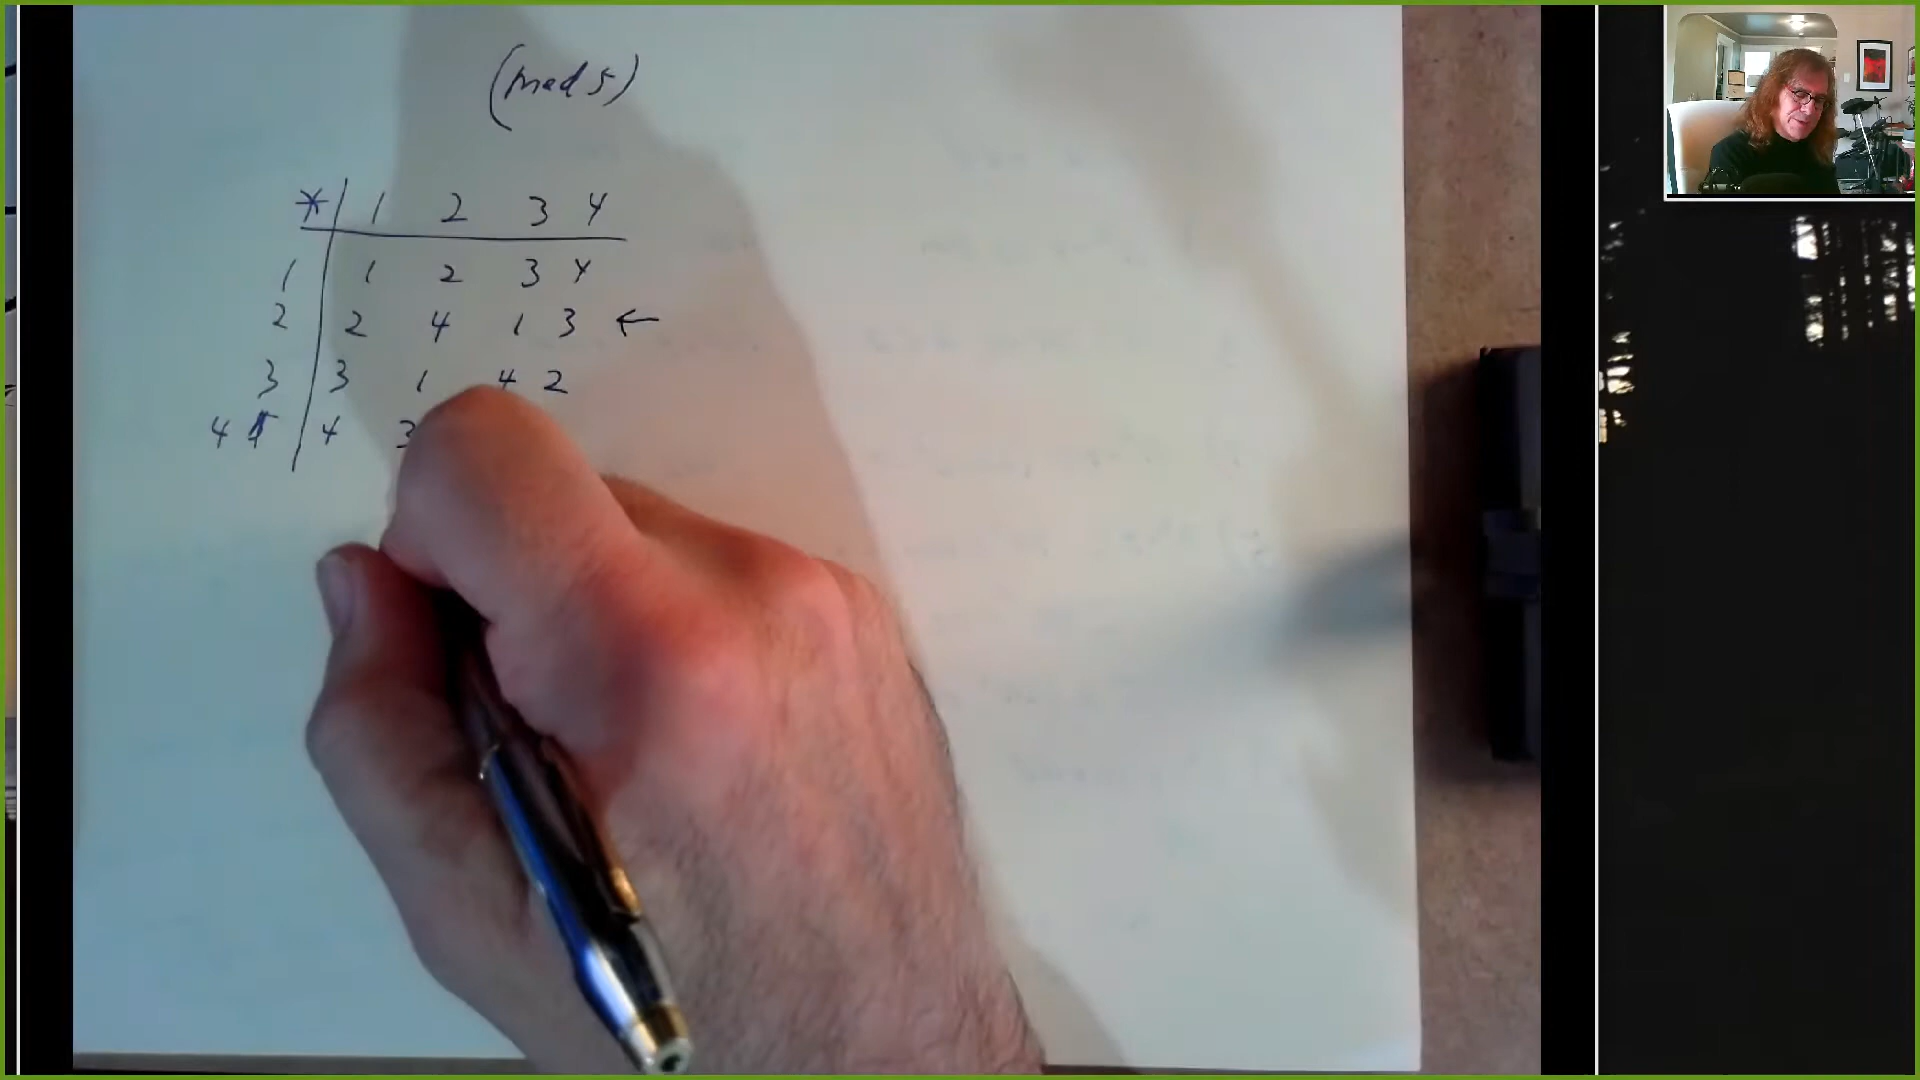 (mod 5)
* 1 2 3 4
1 1 2 3 4
2 2 4 1 3 ←
3 3 1 4 2
4 4 3